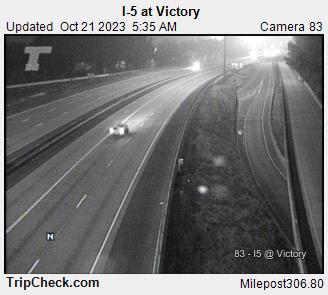 I-5 at Victory
Updated Oct 21 2023 5:35 AM Camera 83
T
N
83 - I5 @ Victory
TripCheck.com Milepost306.80